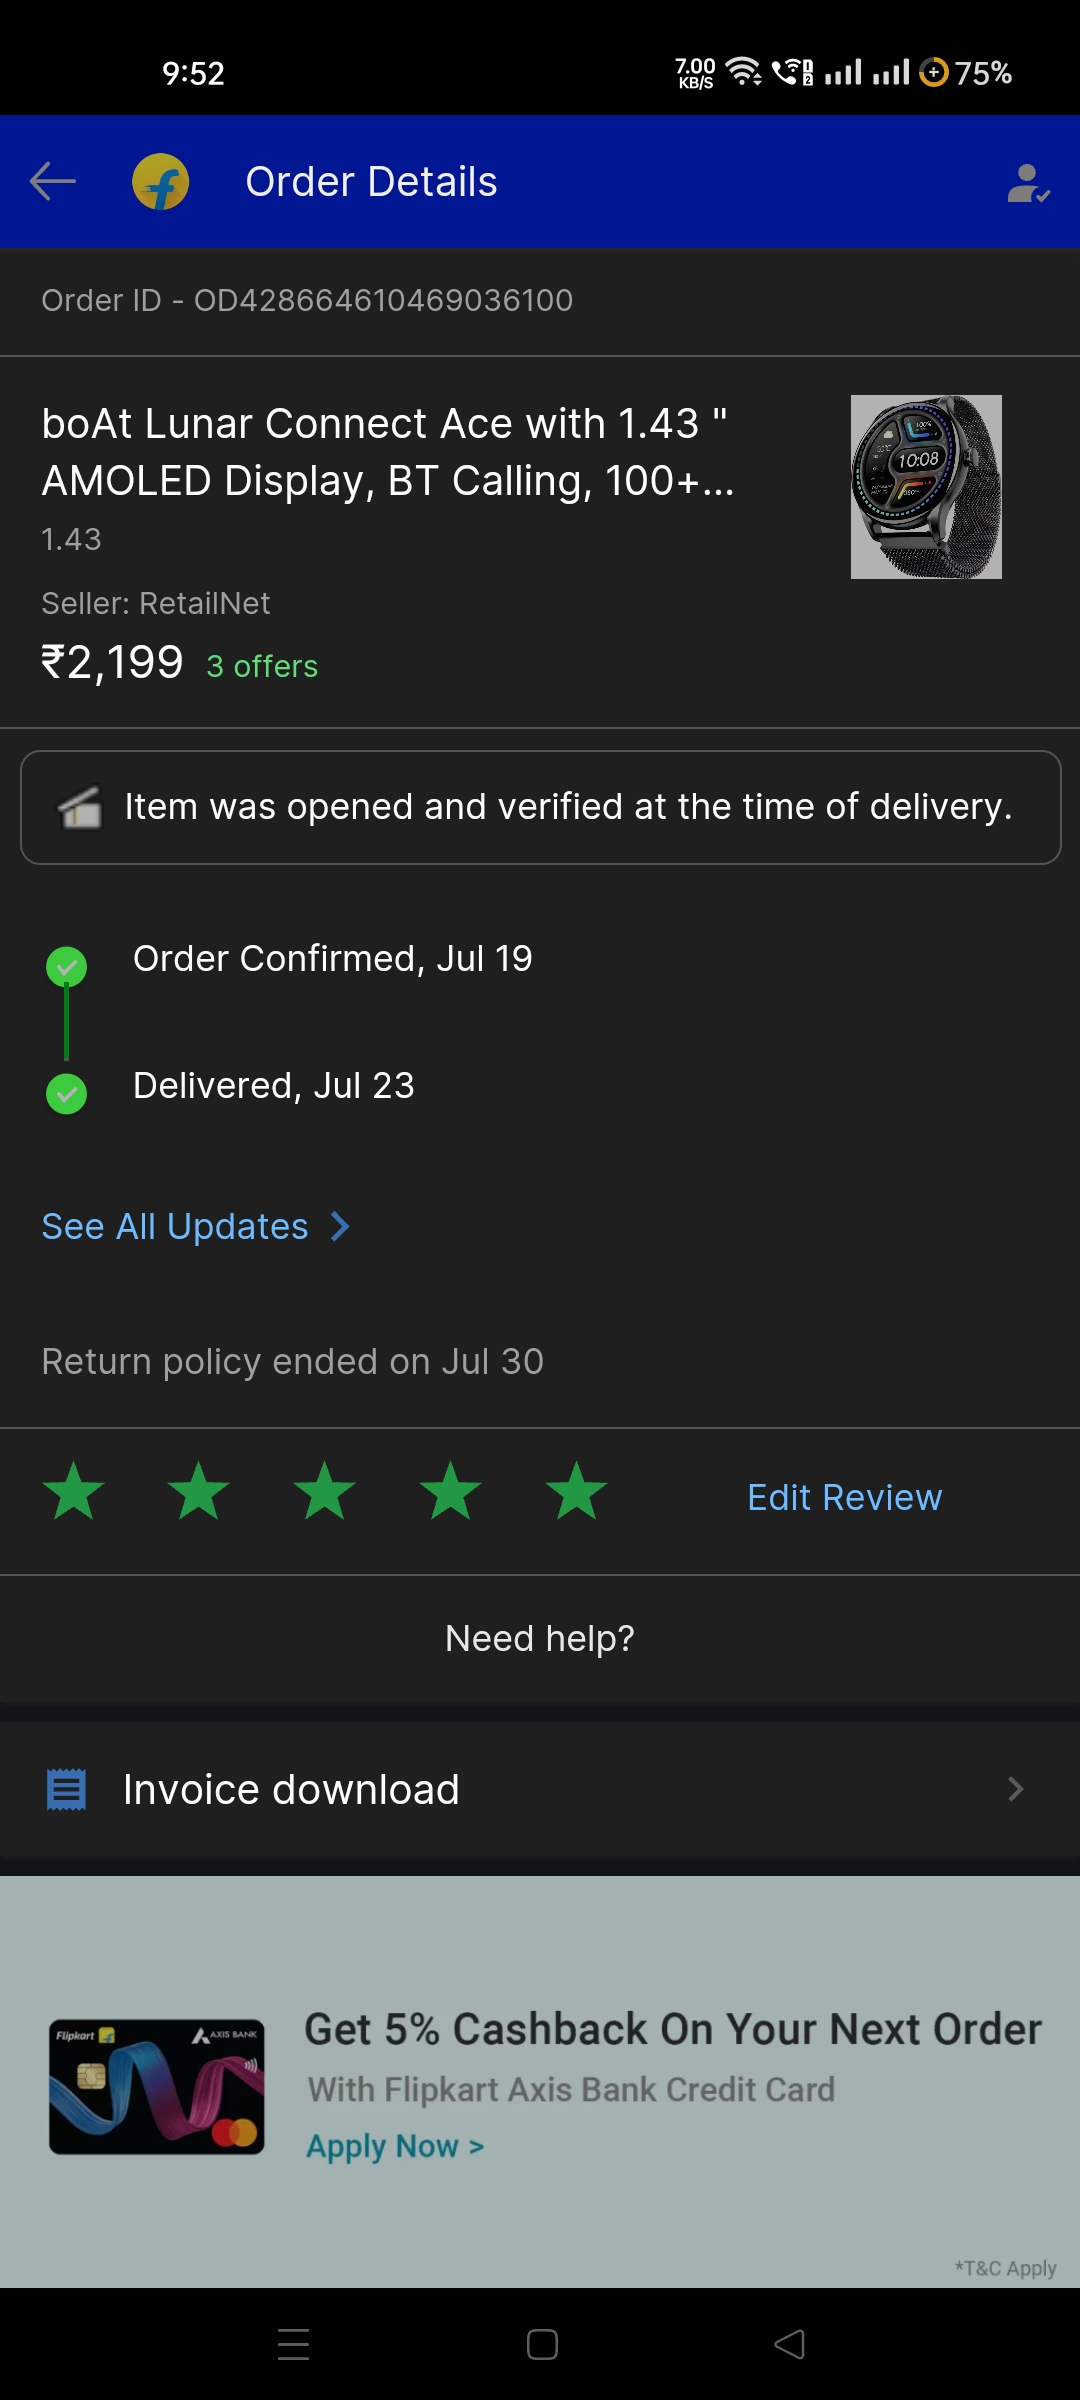 9:52
7.00
KB/S
75%
Order Details
Order ID - OD428664610469036100
boAt Lunar Connect Ace with 1.43 "
AMOLED Display, BT Calling, 100+...
1.43
Seller: RetailNet
₹2,199 3 offers
100%
10:08
Item was opened and verified at the time of delivery.
Order Confirmed, Jul 19
Delivered, Jul 23
See All Updates
Return policy ended on Jul 30
Edit Review
Need help?
Invoice download
Flipkart
AXIS BANK
Get 5% Cashback On Your Next Order
With Flipkart Axis Bank Credit Card
Apply Now >
*T&C Apply